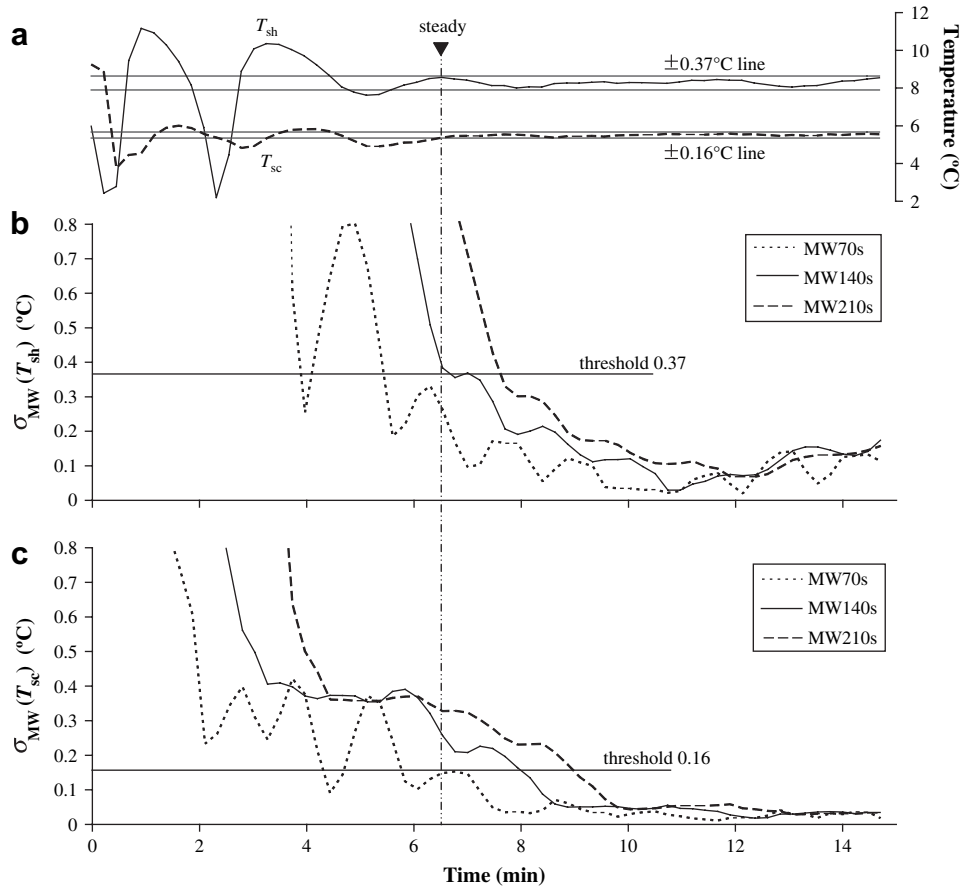 a
T_sh
steady
±0.37°C line
T_sc
±0.16°C line
12
10
8
6
4
2
Temperature (°C)
b
0.8
0.7
0.6
0.5
0.4
0.3
0.2
0.1
0
σ_MW (T_sh) (°C)
MW70s
MW140s
MW210s
threshold 0.37
c
0.8
0.7
0.6
0.5
0.4
0.3
0.2
0.1
0
σ_MW (T_sc) (°C)
MW70s
MW140s
MW210s
threshold 0.16
0 2 4 6 8 10 12 14
Time (min)